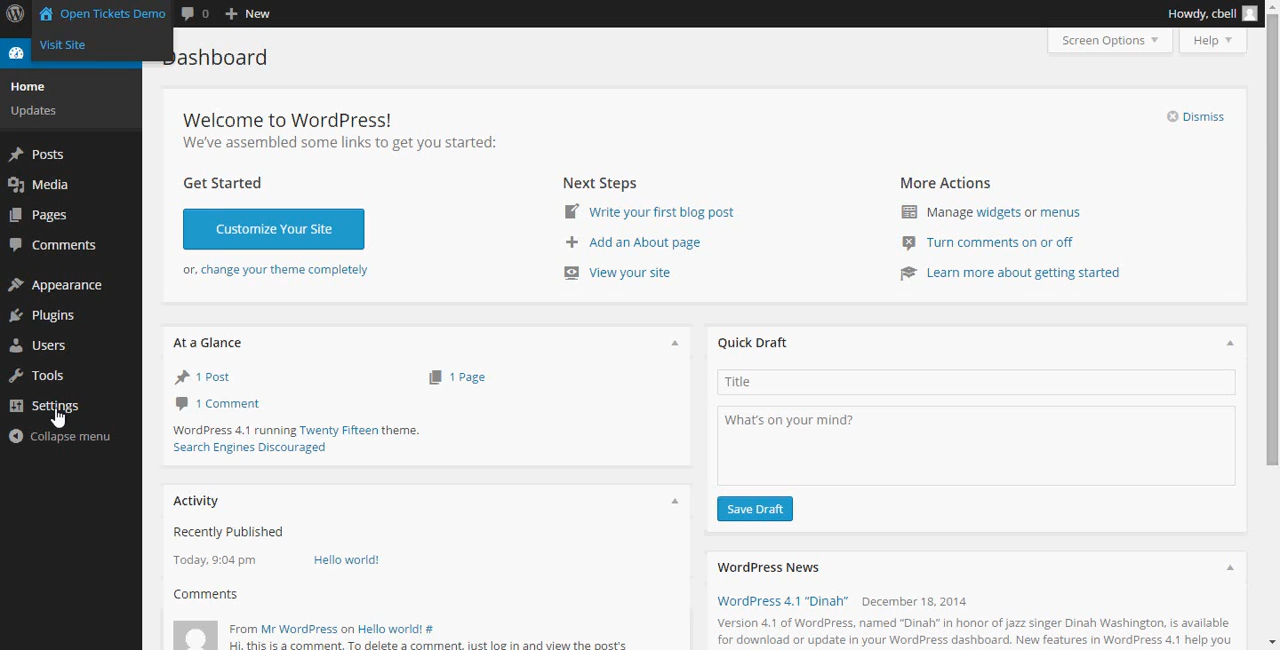 Open Tickets Demo 0 New Howdy, cbell
Visit Site
Screen Options Help
Dashboard
Home
Updates
Posts
Media
Pages
Comments
Appearance
Plugins
Users
Tools
Settings
Collapse menu
Welcome to WordPress!
We've assembled some links to get you started:
Dismiss
Get Started
Customize Your Site
or, change your theme completely
Next Steps
Write your first blog post
Add an About page
View your site
More Actions
Manage widgets or menus
Turn comments on or off
Learn more about getting started
At a Glance
1 Post 1 Page
1 Comment
WordPress 4.1 running Twenty Fifteen theme.
Search Engines Discouraged
Activity
Recently Published
Today, 9:04 pm Hello world!
Comments
From Mr WordPress on Hello world! #
Hi, this is a comment. To delete a comment, just log in and view the post's
Quick Draft
Title
What's on your mind?
Save Draft
WordPress News
WordPress 4.1 “Dinah” December 18, 2014
Version 4.1 of WordPress, named “Dinah” in honor of jazz singer Dinah Washington, is available
for download or update in your WordPress dashboard. New features in WordPress 4.1 help you